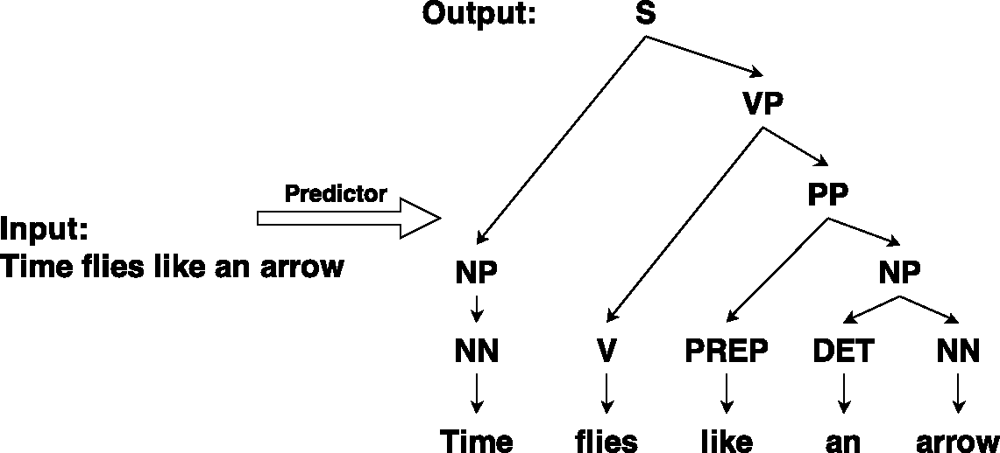 Output: S
VP
Predictor
PP
Input:
Time flies like an arrow
NP NP
NN V PREP DET NN
Time flies like an arrow